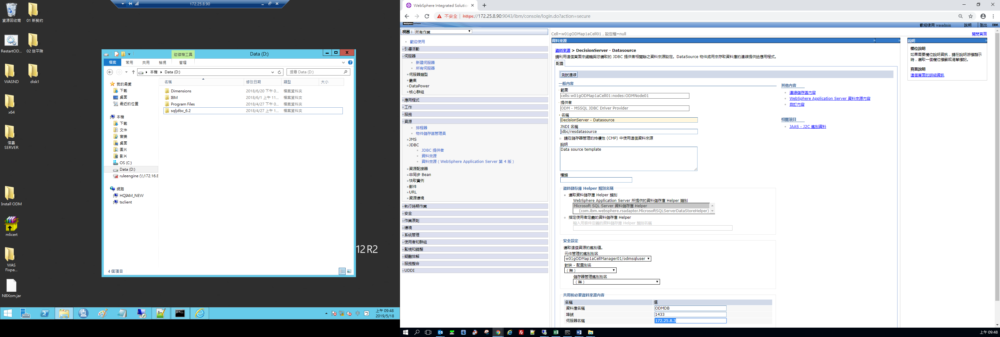 172.25.8.90
資源回收筒
01 新契約
RestartOD...
02 旅平險
WASND
disk1
x64
信義
SERVER
Install ODM
mlicert
WAS
Fixpa...
NBXom.jar
磁碟機工具
Data (D:)
檔案
常用
共用
檢視
管理
本機
Data (D:)
搜尋 Data (D:)
我的最愛
下載
桌面
最近的位置
本機
下載
文件
音樂
桌面
圖片
影片
OS (C:)
Data (D:)
ruleengine (\\172.16.8
網路
HQIAM_NEW
tsclient
名稱 修改日期 類型 大小
Dimensions 2018/6/20 下午 0... 檔案資料夾
IBM 2018/6/1 上午 11... 檔案資料夾
Program Files 2018/4/27 下午 0... 檔案資料夾
sqljdbc_6.2 2018/4/27 上午 1... 檔案資料夾
4 個項目
12 R2
上午 09:48
2019/5/18
WebSphere Integrated Solutio
不安全 https://172.25.8.90:9043/ibm/console/login.do?action=secure
WebSphere. software
歡迎使用 wasadmin 說明 登出 IBM.
視圖： 所有作業
歡迎使用
引導活動
伺服器
新建伺服器
所有伺服器
伺服器類型
叢集
DataPower
核心群組
應用程式
工作
服務
資源
排程器
物件儲存區管理員
JMS
JDBC
JDBC 提供者
資料來源
資料來源（WebSphere Application Server 第 4 版）
資源配接器
非同步 Bean
快取實例
郵件
URL
資源環境
執行時期作業
安全
作業原則
環境
系統管理
使用者和群組
監視和調整
疑難排解
服務整合
UDDI
Cell=w01gODMap1aCell01，設定檔=null
關閉頁面
資料來源
資料來源 > DecisionServer - Datasource
請利用這個頁面來編輯與您選取的 JDBC 提供者相關聯之資料來源設定。DataSource 物件將用來存取資料庫的連線提供給應用程式。
配置
測試連線
一般內容
範圍
cells:w01gODMap1aCell01:nodes:ODMNode01
提供者
ODM - MSSQL JDBC Driver Provider
名稱
DecisionServer - Datasource
JNDI 名稱
jdbc/resdatasource
請在儲存器管理的持續性 (CMP) 中使用這個資料來源
說明
Data source template
種類
資料儲存庫 Helper 類別名稱
選取資料儲存庫 Helper 類別
WebSphere Application Server 所提供的資料儲存庫 Helper 類別
Microsoft SQL Server 資料儲存庫 Helper
(com.ibm.websphere.rsadapter.MicrosoftSQLServerDataStoreHelper)
指定使用者定義的資料儲存庫 Helper
輸入用套件定義的資料儲存庫 Helper 類別名稱
安全設定
選取這個資源的鑑別值。
元件管理的鑑別別名
w01gODMap1aCellManager01/odmsqluser
對映 - 配置別名
（無）
儲存器管理鑑別別名
（無）
共用和必要資料來源內容
名稱 值
資料庫名稱 ODMDB
埠號 1433
伺服器名稱 172.25.8.3
其他內容
連線儲存區內容
WebSphere Application Server 資料來源內容
自訂內容
相關項目
JAAS - J2C 鑑別資料
說明
欄位說明
如果需要欄位說明資訊，請在說明游標顯示
時，選取一個欄位標籤或清單標記。
頁面說明
這個頁面的詳細資訊
上午 09:48